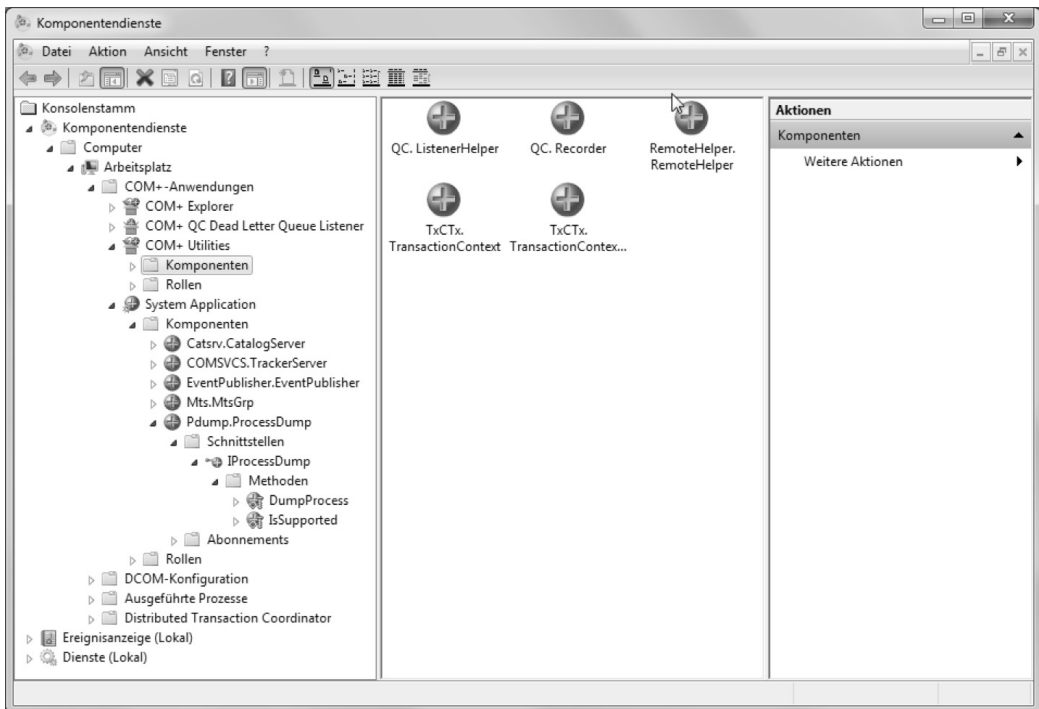 Komponentendienste
Datei Aktion Ansicht Fenster ?
Konsolenstamm
Komponentendienste
Computer
Arbeitsplatz
COM+-Anwendungen
COM+ Explorer
COM+ QC Dead Letter Queue Listener
COM+ Utilities
Komponenten
Rollen
System Application
Komponenten
Catsrv.CatalogServer
COMSVCS.TrackerServer
EventPublisher.EventPublisher
Mts.MtsGrp
Pdump.ProcessDump
Schnittstellen
IProcessDump
Methoden
DumpProcess
IsSupported
Abonnements
Rollen
DCOM-Konfiguration
Ausgeführte Prozesse
Distributed Transaction Coordinator
Ereignisanzeige (Lokal)
Dienste (Lokal)
QC. ListenerHelper
QC. Recorder
RemoteHelper.
RemoteHelper
TxCTx.
TransactionContext
TxCTx.
TransactionContex...
Aktionen
Komponenten
Weitere Aktionen